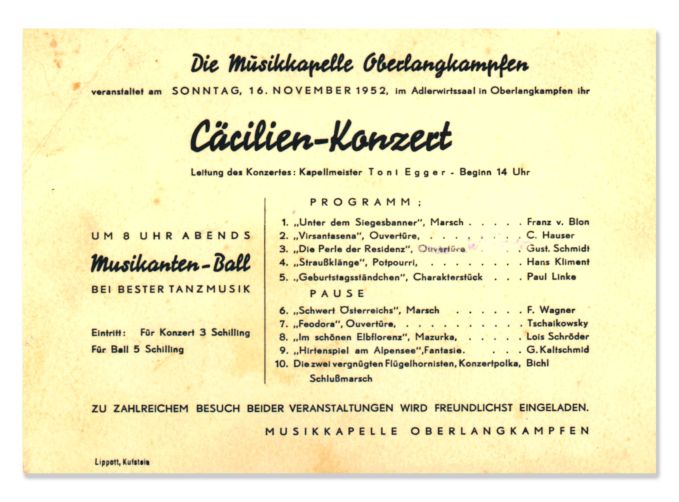 Die Musikkapelle Oberlangkampfen
veranstaltet am SONNTAG, 16. NOVEMBER 1952, im Adlerwirtssaal in Oberlangkampfen ihr
Cäcilien-Konzert
Leitung des Konzertes: Kapellmeister Toni Egger - Beginn 14 Uhr
UM 8 UHR ABENDS
Musikanten-Ball
BEI BESTER TANZMUSIK
Eintritt: Für Konzert 3 Schilling
Für Ball 5 Schilling
PROGRAMM:
1. „Unter dem Siegesbanner", Marsch . . . . . Franz v. Blon
2. „Virsantasena", Ouvertüre, . . . . . . C. Hauser
3. „Die Perle der Residenz", Ouvertüre . . . Gust. Schmidt
4. „Straußklänge", Potpourri, . . . . . . Hans Kliment
5. „Geburtstagsständchen", Charakterstück . . . Paul Linke
PAUSE
6. „Schwert Österreichs", Marsch . . . . . . F. Wagner
7. „Feodora", Ouvertüre, . . . . . . . . Tschaikowsky
8. „Im schönen Elbflorenz", Mazurka, . . . . . Lois Schröder
9. „Hirtenspiel am Alpensee",Fantasie. . . . G. Kaltschmid
10. Die zwei vergnügten Flügelhornisten, Konzertpolka, Bichl
Schlußmarsch
ZU ZAHLREICHEM BESUCH BEIDER VERANSTALTUNGEN WIRD FREUNDLICHST EINGELADEN.
MUSIKKAPELLE OBERLANGKAMPFEN
Lippott, Kufstein